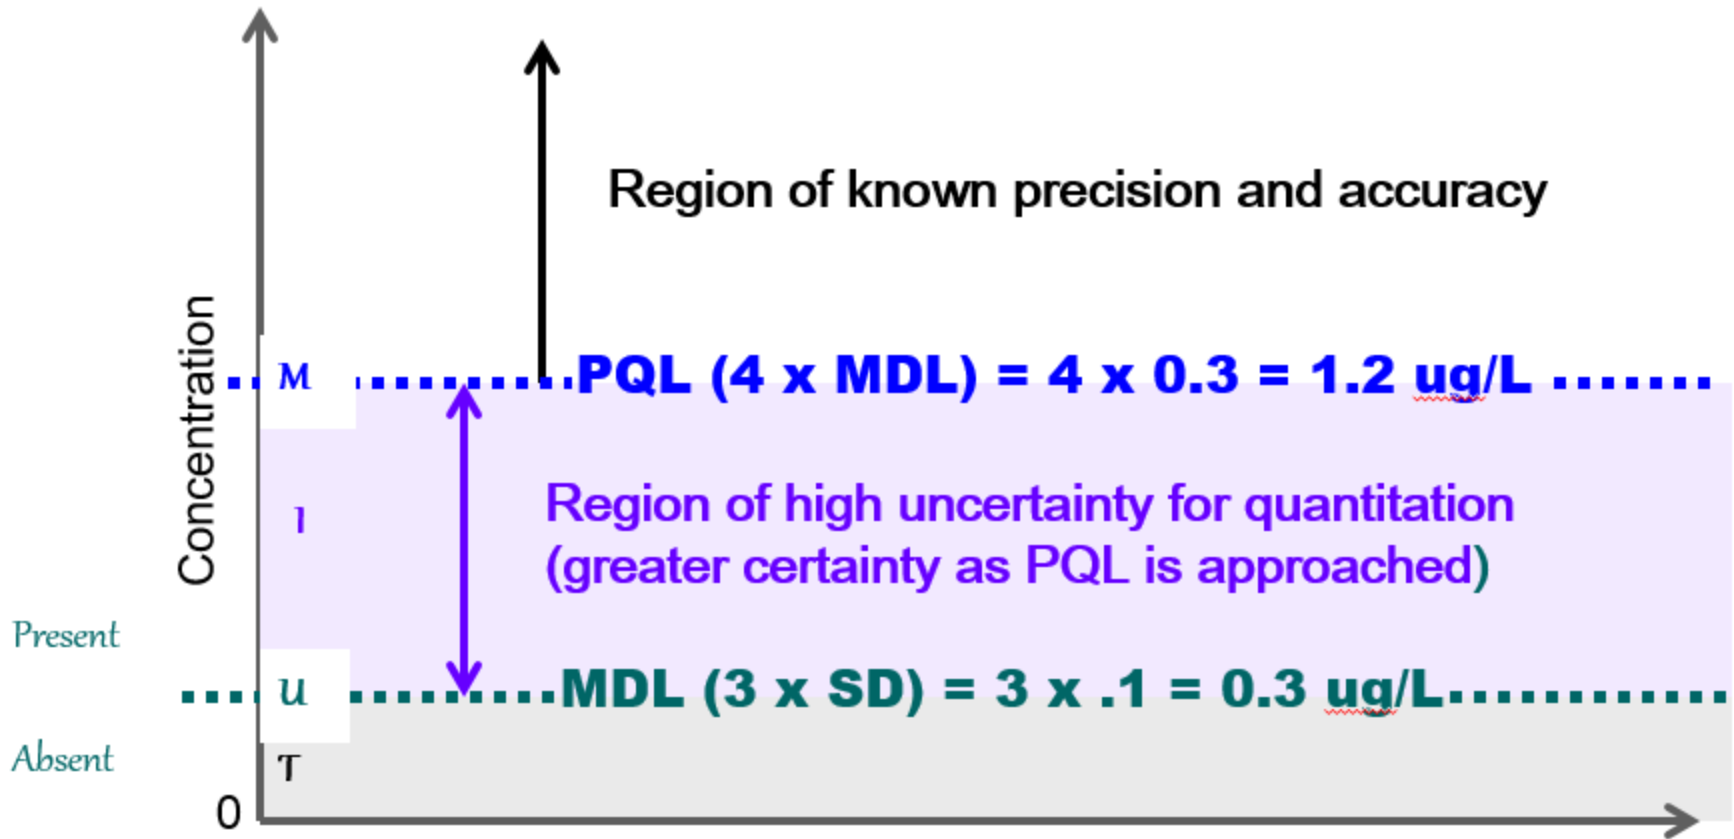 Region of known precision and accuracy
Concentration
M
PQL (4 x MDL) = 4 x 0.3 = 1.2 ug/L
I
Region of high uncertainty for quantitation
(greater certainty as PQL is approached)
Present
U
MDL (3 x SD) = 3 x .1 = 0.3 ug/L
Absent
T
0